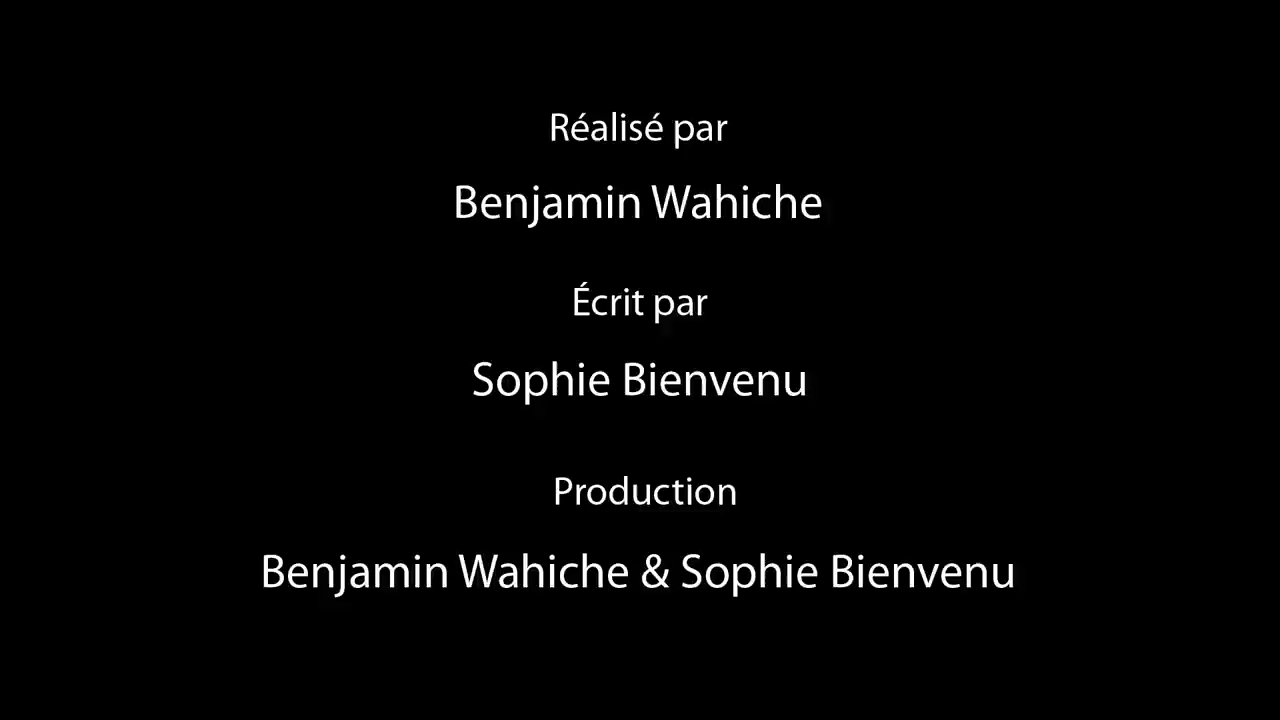 Réalisé par
Benjamin Wahiche
Écrit par
Sophie Bienvenu
Production
Benjamin Wahiche & Sophie Bienvenu